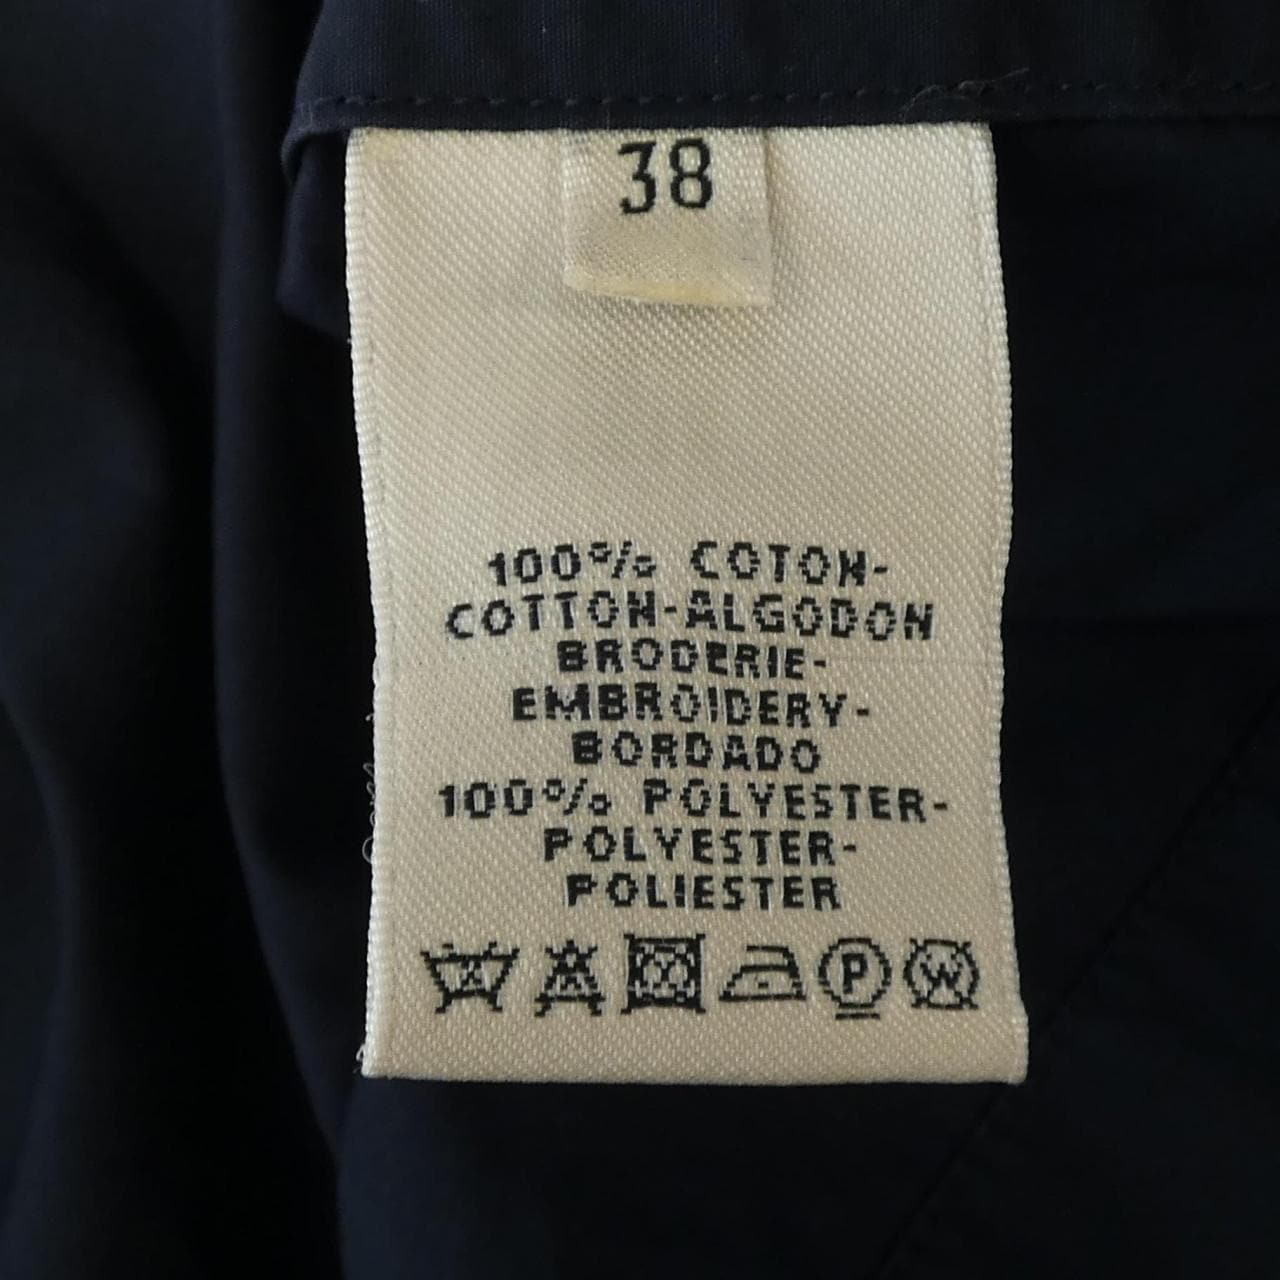 38
100% COTON-
COTTON-ALGODON
BRODERIE-
EMBROIDERY-
BORDADO
100% POLYESTER-
POLYESTER-
POLIESTER
P W